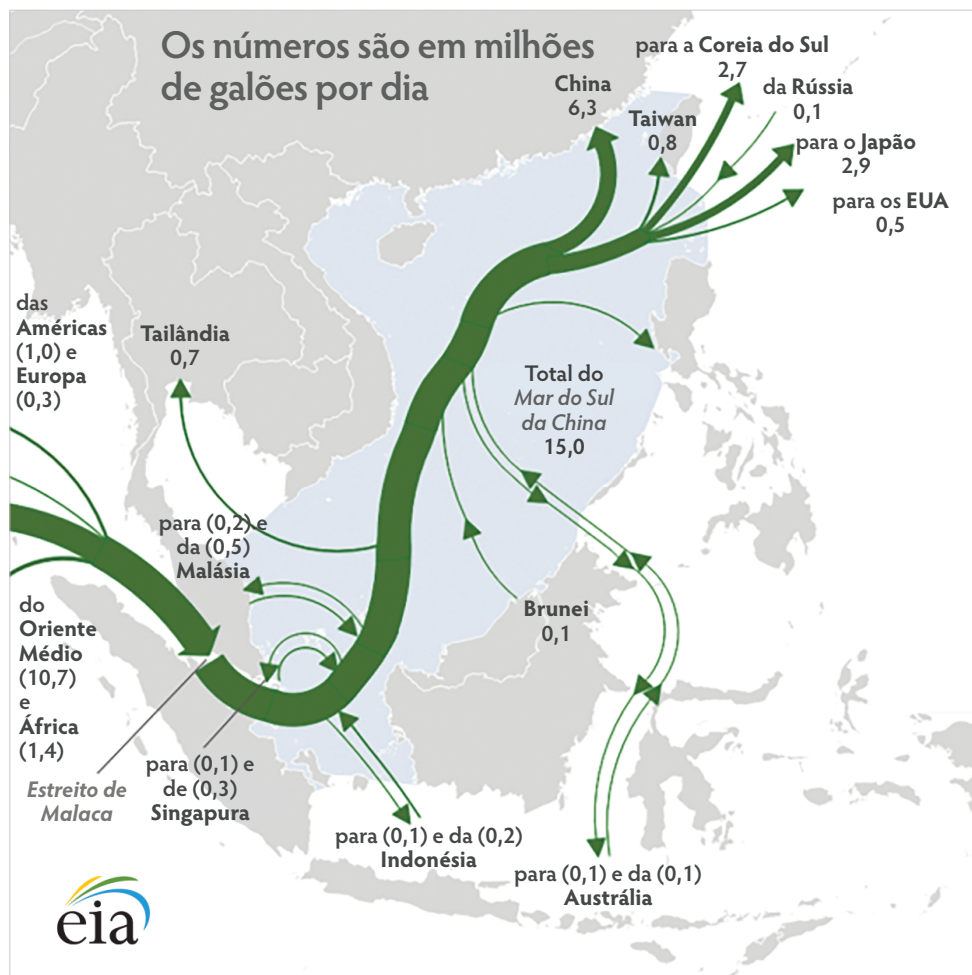 Os números são em milhões
de galões por dia
China
6,3
para a Coreia do Sul
2,7
da Rússia
0,1
Taiwan
0,8
para o Japão
2,9
para os EUA
0,5
das
Américas
(1,0) e
Europa
(0,3)
Tailândia
0,7
Total do
Mar do Sul
da China
15,0
para (0,2) e
da (0,5)
Malásia
Brunei
0,1
do
Oriente
Médio
(10,7)
e
África
(1,4)
Estreito de
Malaca
para (0,1) e
de (0,3)
Singapura
para (0,1) e da (0,2)
Indonésia
para (0,1) e da (0,1)
Austrália
eia